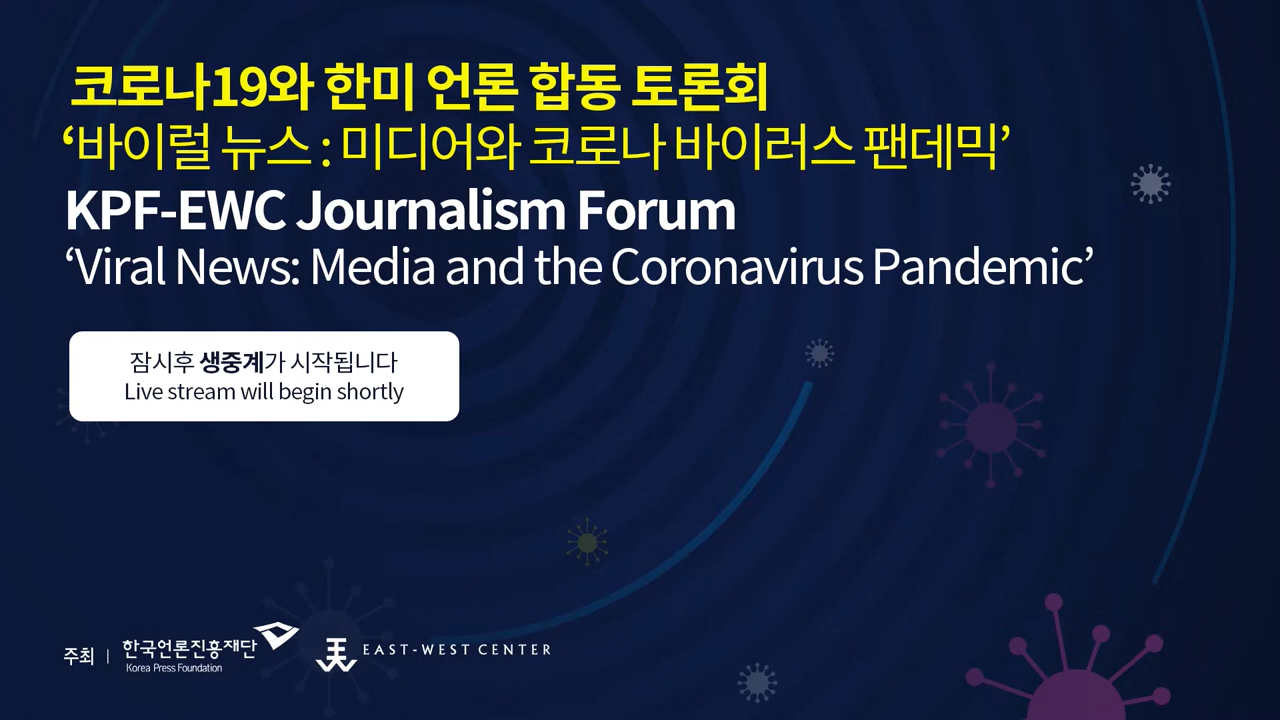 코로나19와 한미 언론 합동 토론회
‘바이럴 뉴스 : 미디어와 코로나 바이러스 팬데믹’
KPF-EWC Journalism Forum
‘Viral News: Media and the Coronavirus Pandemic’
잠시후 생중계가 시작됩니다
Live stream will begin shortly
주최 | 한국언론진흥재단
Korea Press Foundation
EAST-WEST CENTER